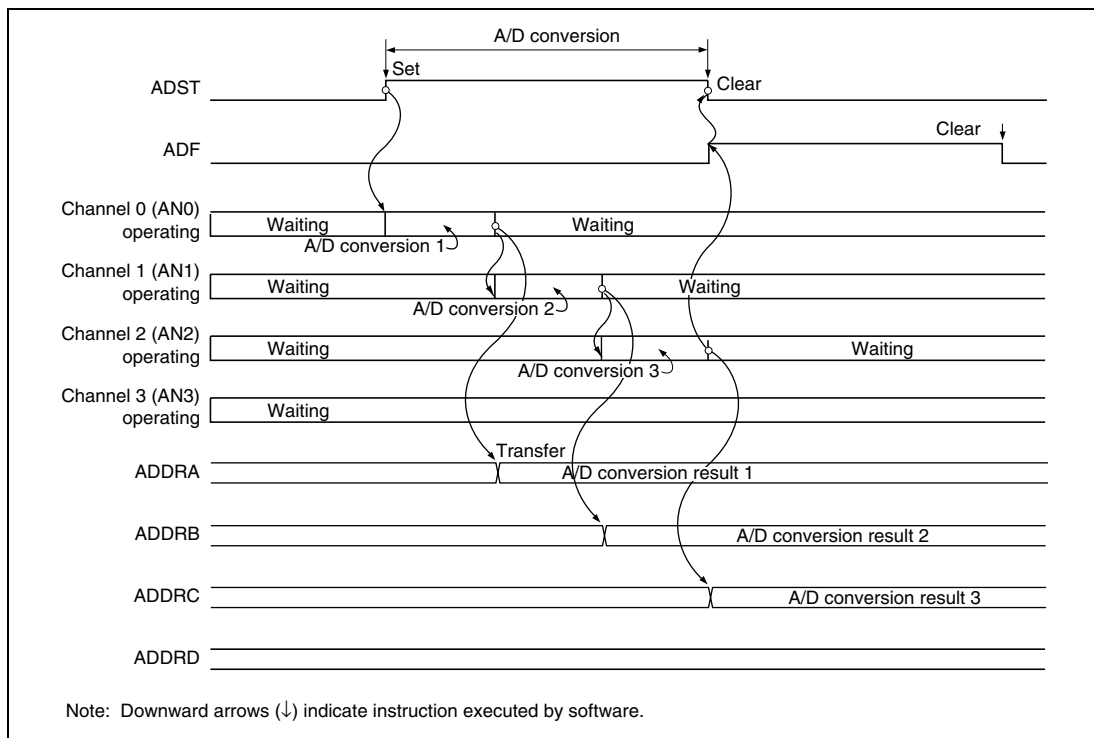 A/D conversion
ADST
Set
Clear
ADF
Clear
Channel 0 (AN0)
operating
Waiting
A/D conversion 1
Waiting
Channel 1 (AN1)
operating
Waiting
A/D conversion 2
Waiting
Channel 2 (AN2)
operating
Waiting
A/D conversion 3
Waiting
Channel 3 (AN3)
operating
Waiting
ADDRA
Transfer
A/D conversion result 1
ADDRB
A/D conversion result 2
ADDRC
A/D conversion result 3
ADDRD
Note: Downward arrows (↓) indicate instruction executed by software.